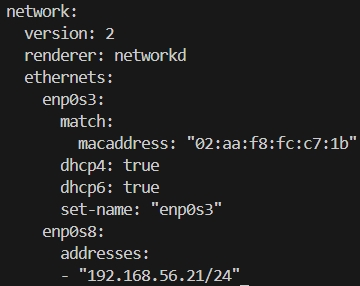 network:
  version: 2
  renderer: networkd
  ethernets:
    enp0s3:
      match:
        macaddress: "02:aa:f8:fc:c7:1b"
      dhcp4: true
      dhcp6: true
      set-name: "enp0s3"
    enp0s8:
      addresses:
      - "192.168.56.21/24"